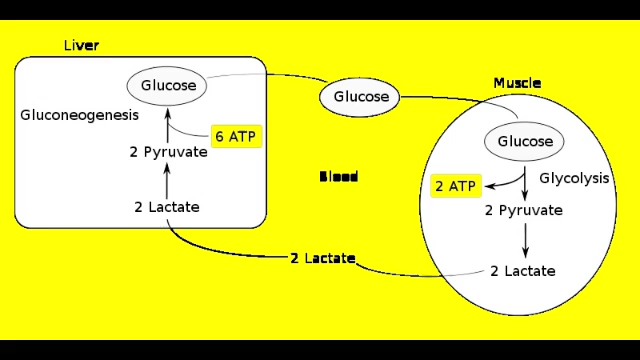 Liver
Glucose
Gluconeogenesis
6 ATP
2 Pyruvate
2 Lactate
Glucose
Blood
2 Lactate
Muscle
Glucose
Glycolysis
2 ATP
2 Pyruvate
2 Lactate